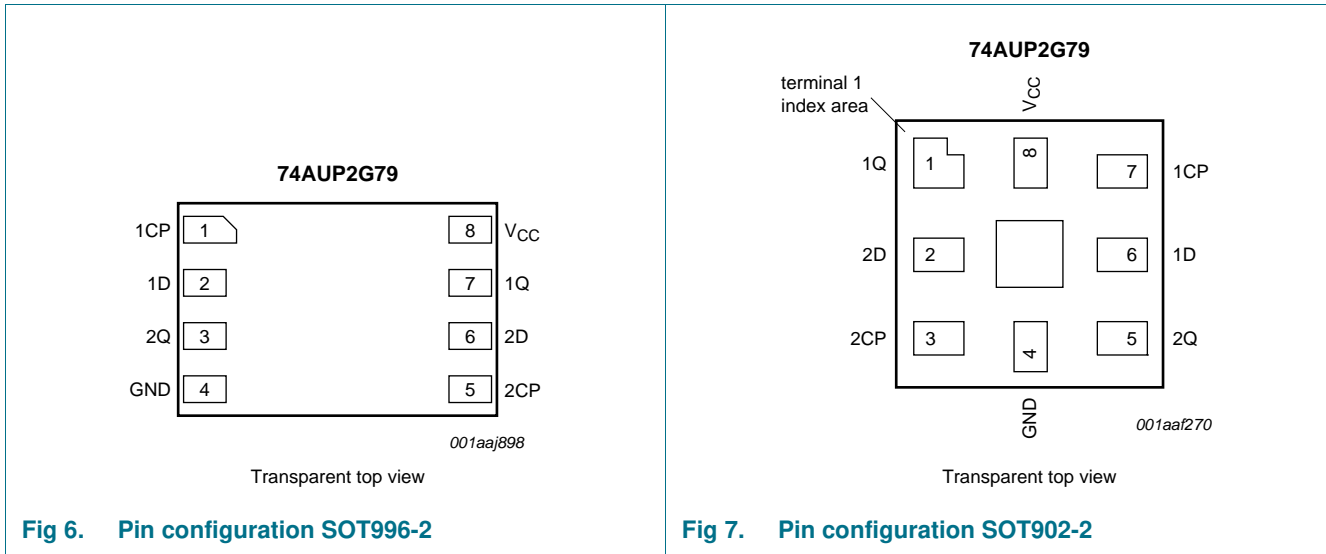 74AUP2G79
1CP 1 8 VCC
1D 2 7 1Q
2Q 3 6 2D
GND 4 5 2CP
001aaj898
Transparent top view
Fig 6. Pin configuration SOT996-2
74AUP2G79
terminal 1
index area
VCC
1Q 1 8 7 1CP
2D 2 6 1D
2CP 3 4 5 2Q
GND
001aaf270
Transparent top view
Fig 7. Pin configuration SOT902-2